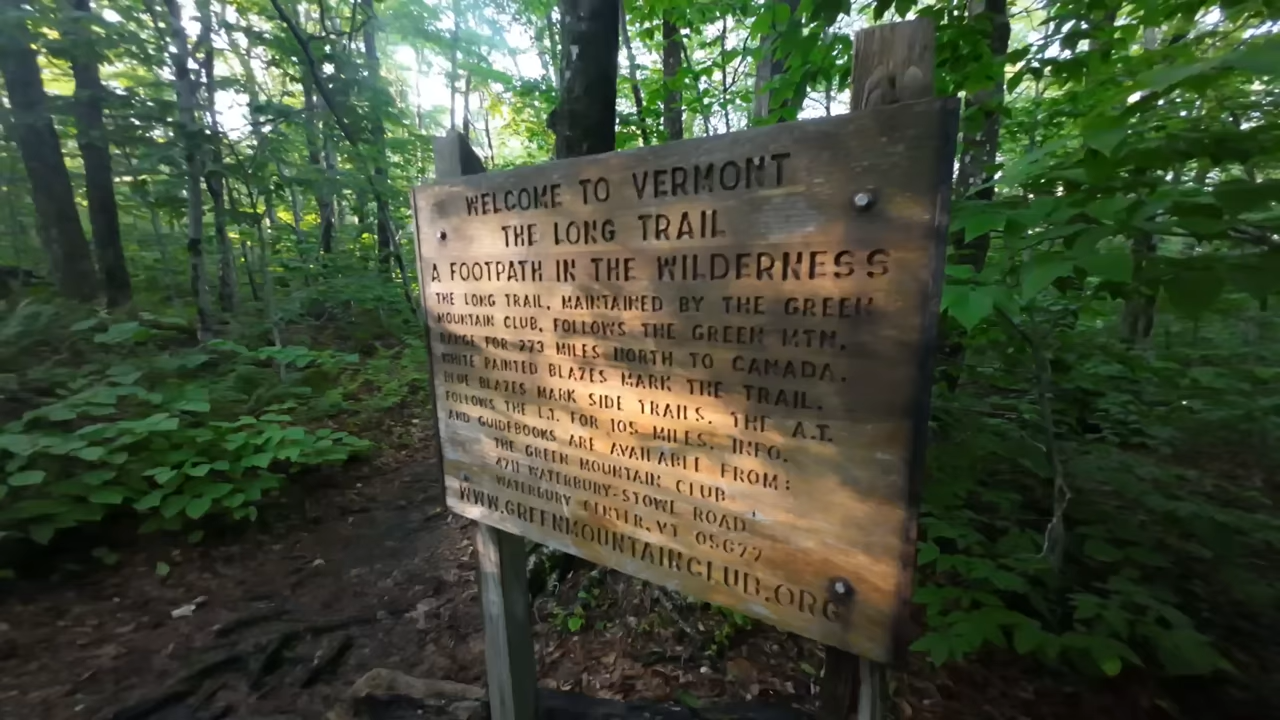 WELCOME TO VERMONT
THE LONG TRAIL
A FOOTPATH IN THE WILDERNESS
THE LONG TRAIL, MAINTAINED BY THE GREEN
MOUNTAIN CLUB, FOLLOWS THE GREEN MTN.
RANGE FOR 273 MILES NORTH TO CANADA.
WHITE PAINTED BLAZES MARK THE TRAIL.
BLUE BLAZES MARK SIDE TRAILS. THE A.T.
FOLLOWS THE L.T. FOR 105 MILES. INFO.
AND GUIDEBOOKS ARE AVAILABLE FROM:
THE GREEN MOUNTAIN CLUB
4711 WATERBURY-STOWE ROAD
WATERBURY CENTER, VT 05677
WWW.GREENMOUNTAINCLUB.ORG